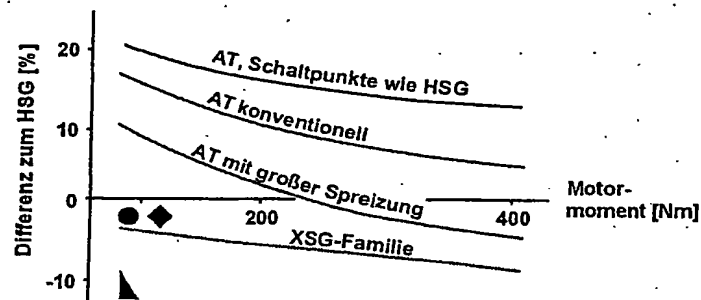 Differenz zum HSG [%]
20
10
0
-10
AT, Schaltpunkte wie HSG
AT konventionell
AT mit großer Spreizung
XSG-Familie
200
400
Motor-
moment [Nm]